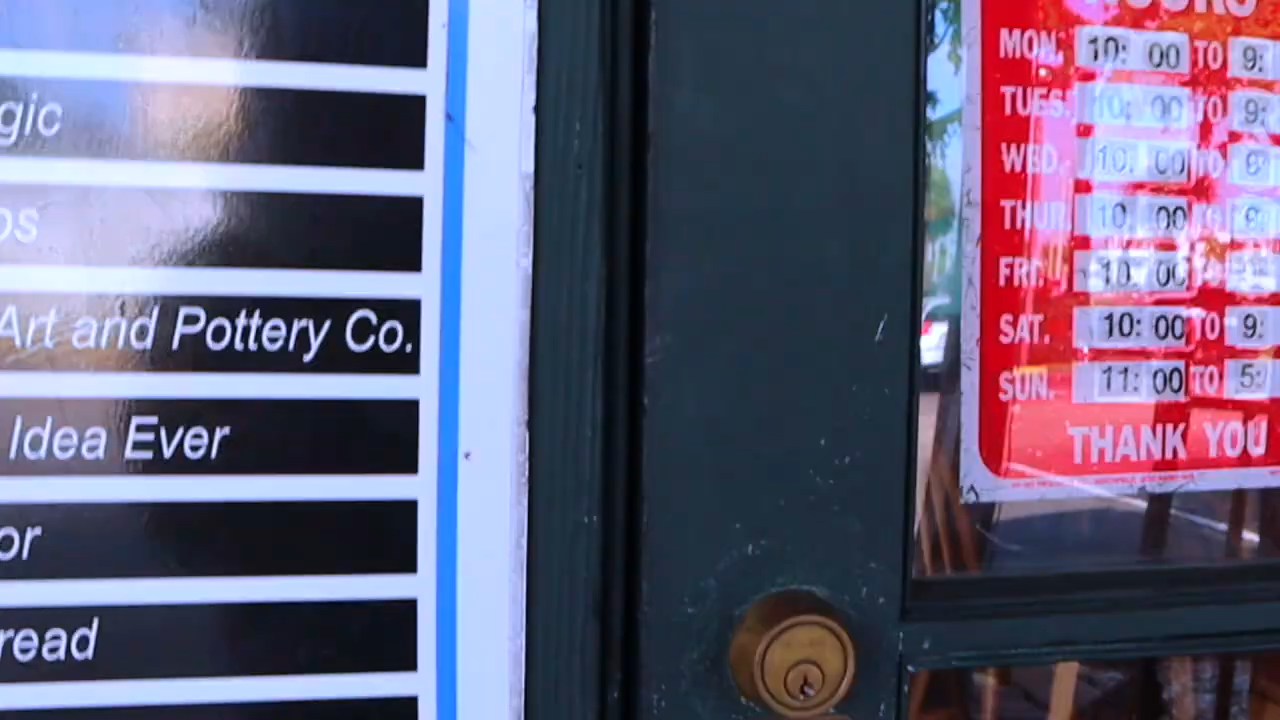 gic
os
Art and Pottery Co.
Idea Ever
or
read
HOURS
MON. 10: 00 TO 9:
TUES. 10: 00 TO 9:
WED. 10: 00 TO
THUR. 10: 00 TO
FRI. 10: 00
SAT. 10: 00 TO 9:
SUN. 11: 00 TO 5:
THANK YOU